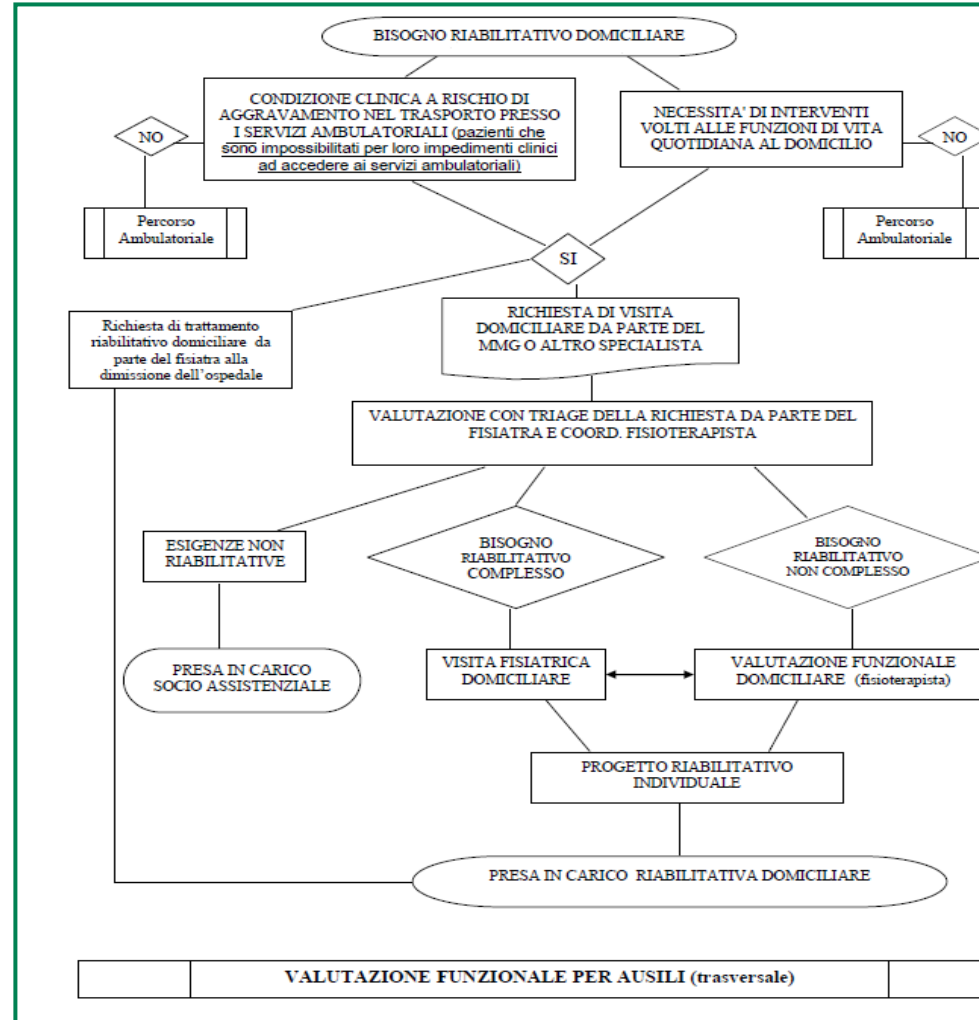 BISOGNO RIABILITATIVO DOMICILIARE
CONDIZIONE CLINICA A RISCHIO DI
AGGRAVAMENTO NEL TRASPORTO PRESSO
I SERVIZI AMBULATORIALI (pazienti che
sono impossibilitati per loro impedimenti clinici
ad accedere ai servizi ambulatoriali)
NECESSITA' DI INTERVENTI
VOLTI ALLE FUNZIONI DI VITA
QUOTIDIANA AL DOMICILIO
NO
NO
Percorso
Ambulatoriale
Percorso
Ambulatoriale
SI
Richiesta di trattamento
riabilitativo domiciliare da
parte del fisiatra alla
dimissione dell'ospedale
RICHIESTA DI VISITA
DOMICILIARE DA PARTE DEL
MMG O ALTRO SPECIALISTA
VALUTAZIONE CON TRIAGE DELLA RICHIESTA DA PARTE DEL
FISIATRA E COORD. FISIOTERAPISTA
ESIGENZE NON
RIABILITATIVE
BISOGNO
RIABILITATIVO
COMPLESSO
BISOGNO
RIABILITATIVO
NON COMPLESSO
PRESA IN CARICO
SOCIO ASSISTENZIALE
VISITA FISIATRICA
DOMICILIARE
VALUTAZIONE FUNZIONALE
DOMICILIARE (fisioterapista)
PROGETTO RIABILITATIVO
INDIVIDUALE
PRESA IN CARICO RIABILITATIVA DOMICILIARE
VALUTAZIONE FUNZIONALE PER AUSILI (trasversale)